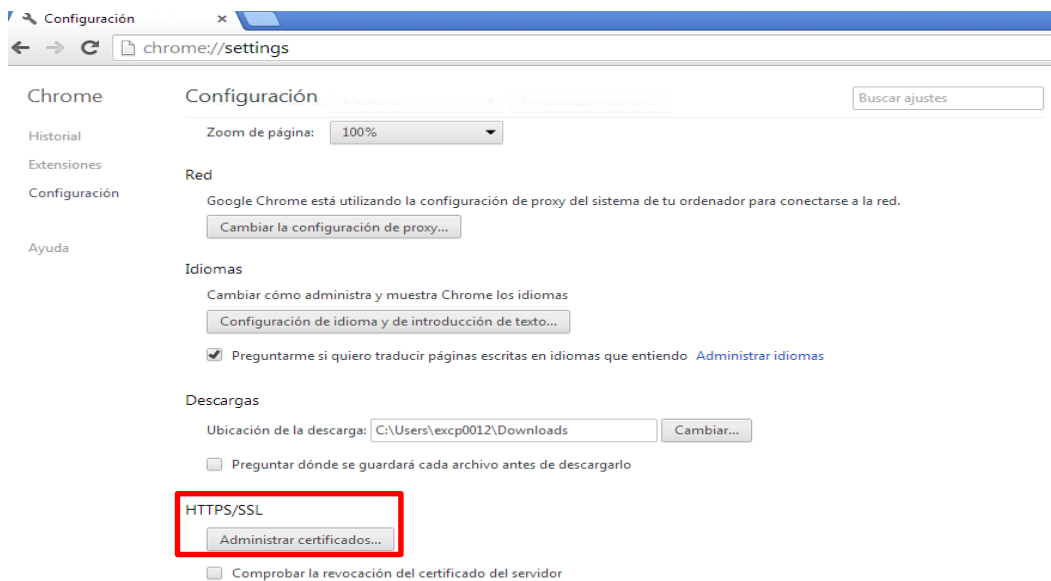 Configuración
chrome://settings
Chrome
Configuración
Buscar ajustes
Historial
Zoom de página: 100%
Extensiones
Configuración
Ayuda
Red
Google Chrome está utilizando la configuración de proxy del sistema de tu ordenador para conectarse a la red.
Cambiar la configuración de proxy...
Idiomas
Cambiar cómo administra y muestra Chrome los idiomas
Configuración de idioma y de introducción de texto...
Preguntarme si quiero traducir páginas escritas en idiomas que entiendo Administrar idiomas
Descargas
Ubicación de la descarga: C:\Users\excp0012\Downloads Cambiar...
Preguntar dónde se guardará cada archivo antes de descargarlo
HTTPS/SSL
Administrar certificados...
Comprobar la revocación del certificado del servidor